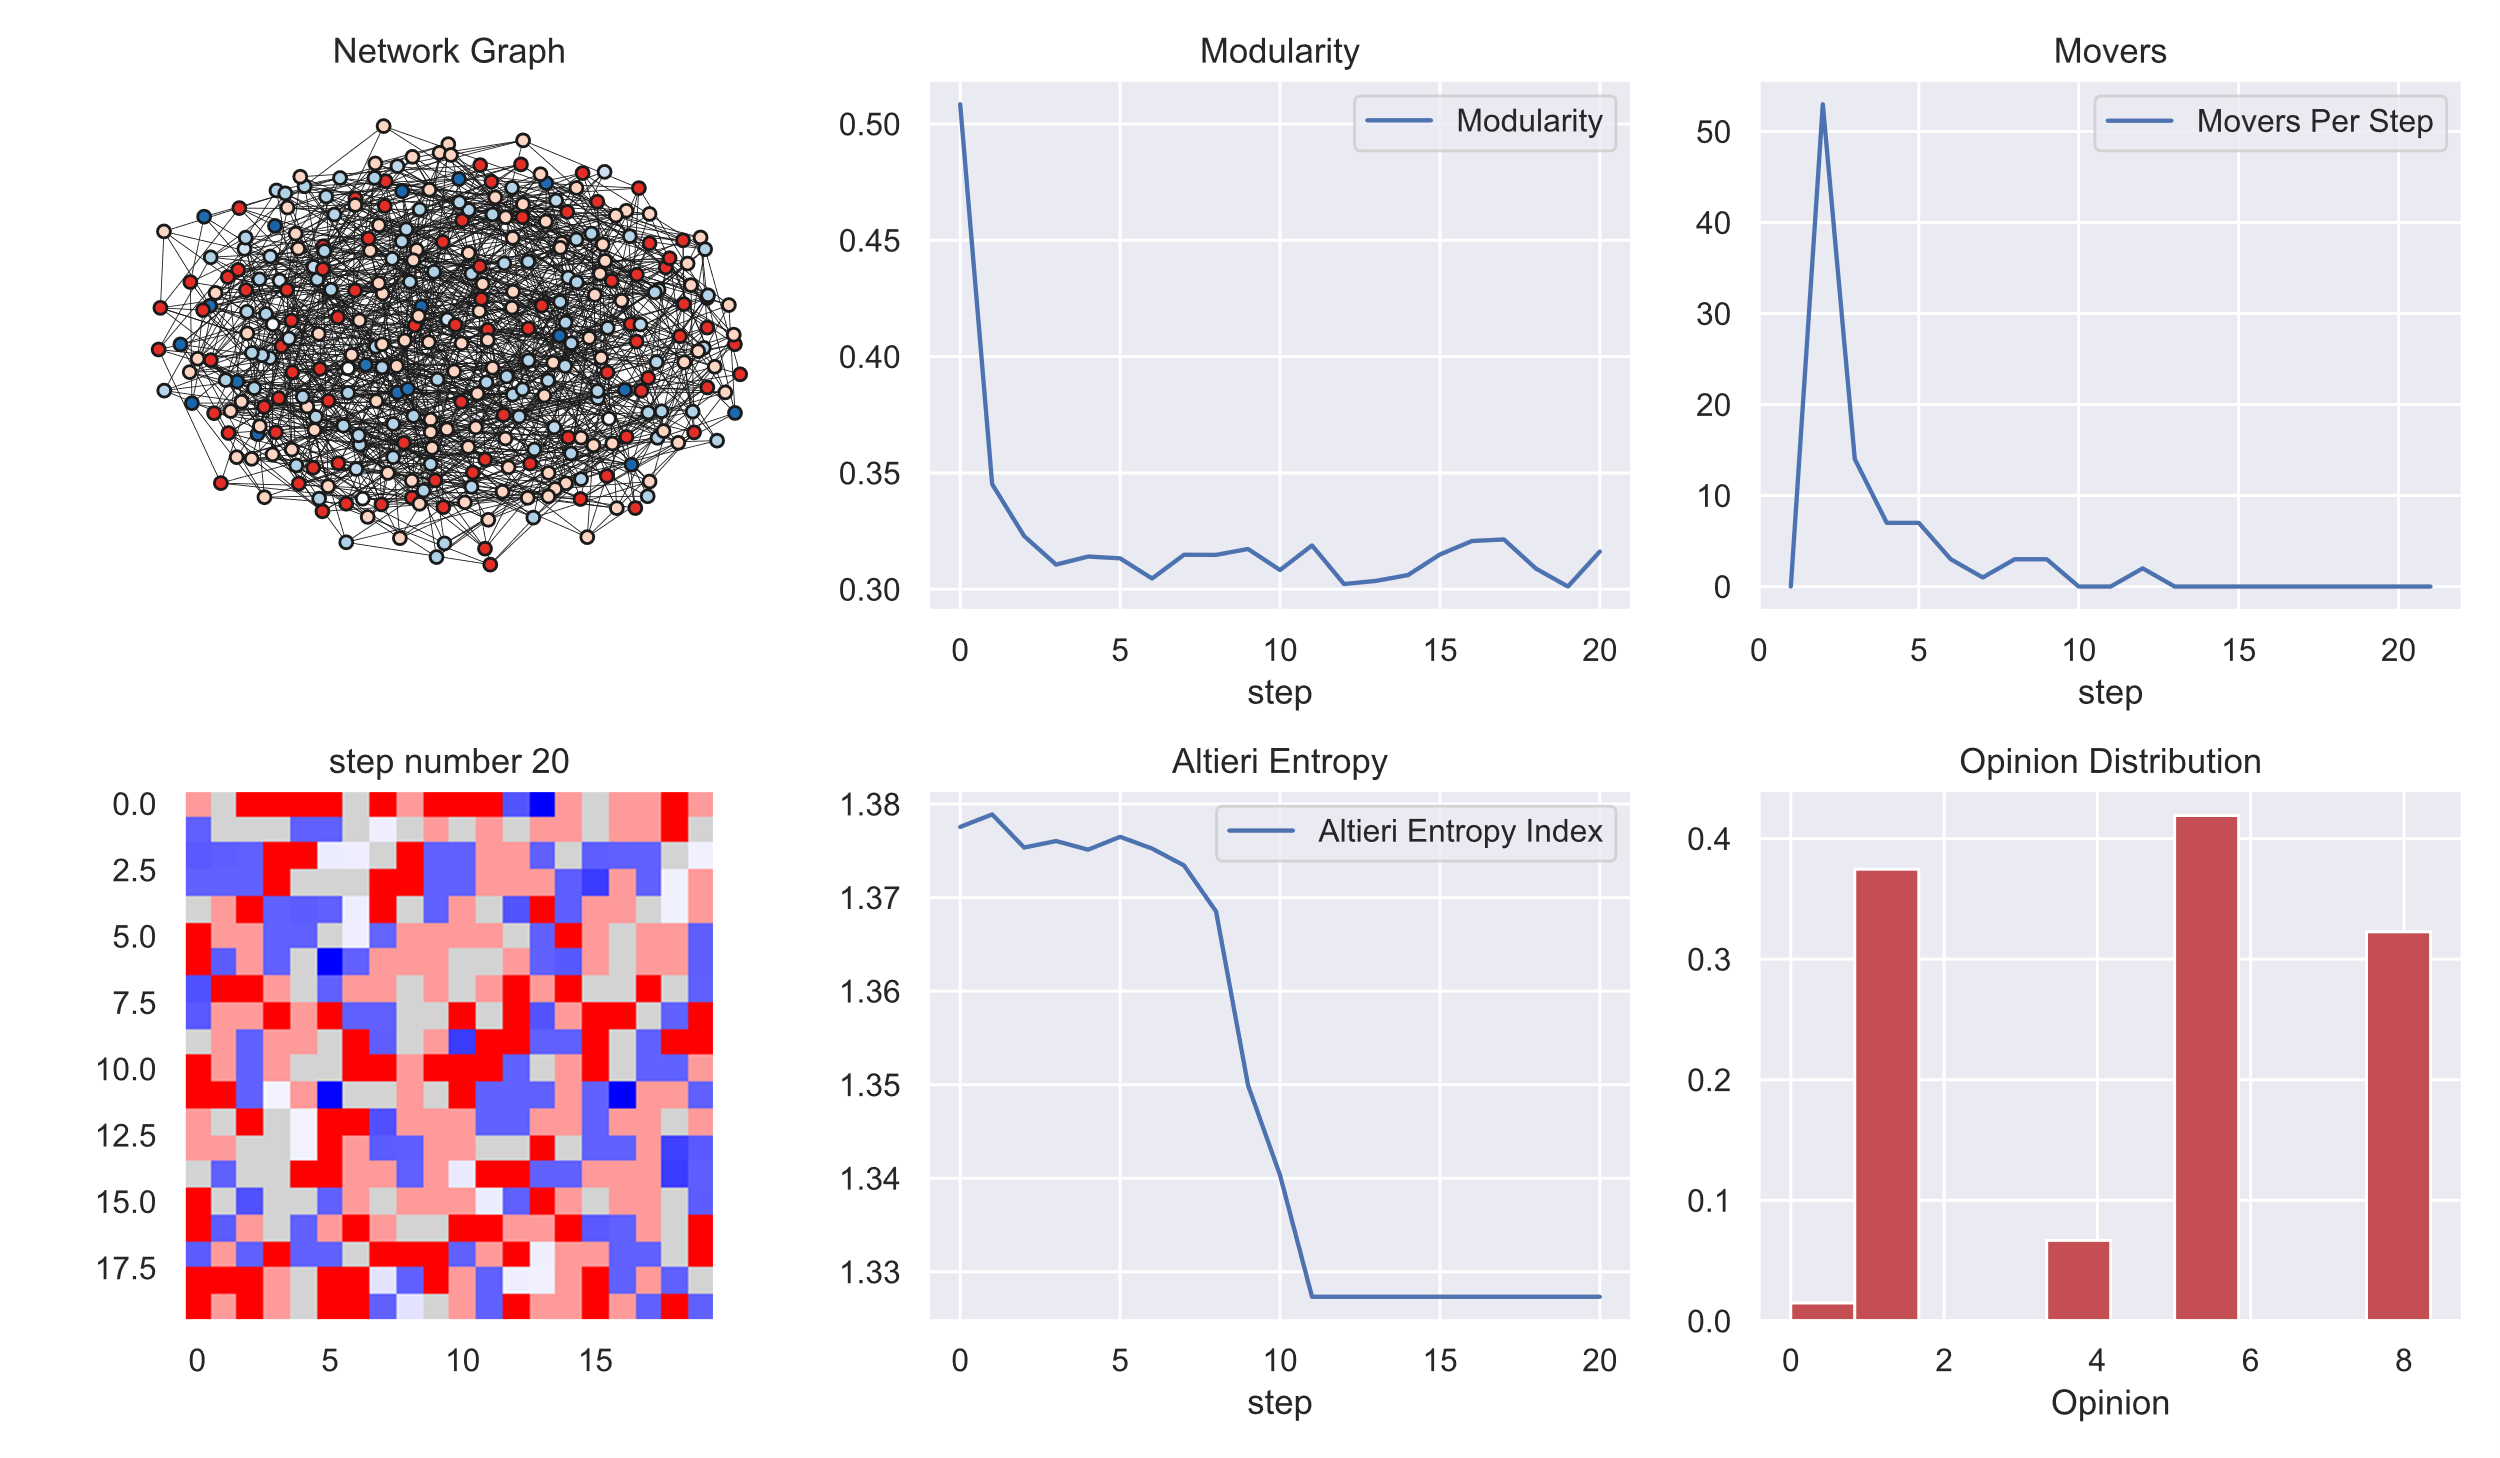 Network Graph
Modularity
0.50
0.45
0.40
0.35
0.30
Modularity
0 5 10 15 20
step
Movers
50
40
30
20
10
0
Movers Per Step
0 5 10 15 20
step
step number 20
0.0
2.5
5.0
7.5
10.0
12.5
15.0
17.5
0 5 10 15
Altieri Entropy
1.38
1.37
1.36
1.35
1.34
1.33
Altieri Entropy Index
0 5 10 15 20
step
Opinion Distribution
0.4
0.3
0.2
0.1
0.0
0 2 4 6 8
Opinion